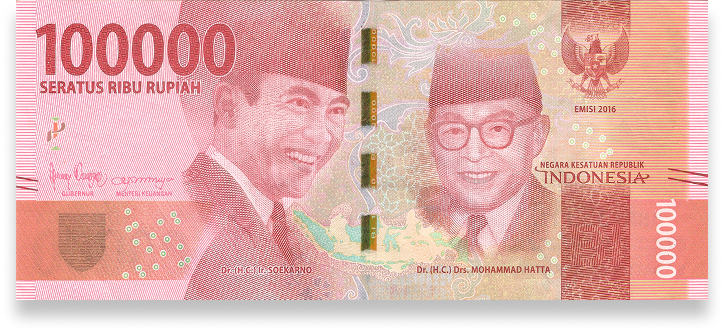 100000
SERATUS RIBU RUPIAH
EMISI 2016
NEGARA KESATUAN REPUBLIK
INDONESIA
GUBERNUR
MENTERI KEUANGAN
100000
Dr. (H.C.) Ir. SOEKARNO
Dr. (H.C.) Drs. MOHAMMAD HATTA